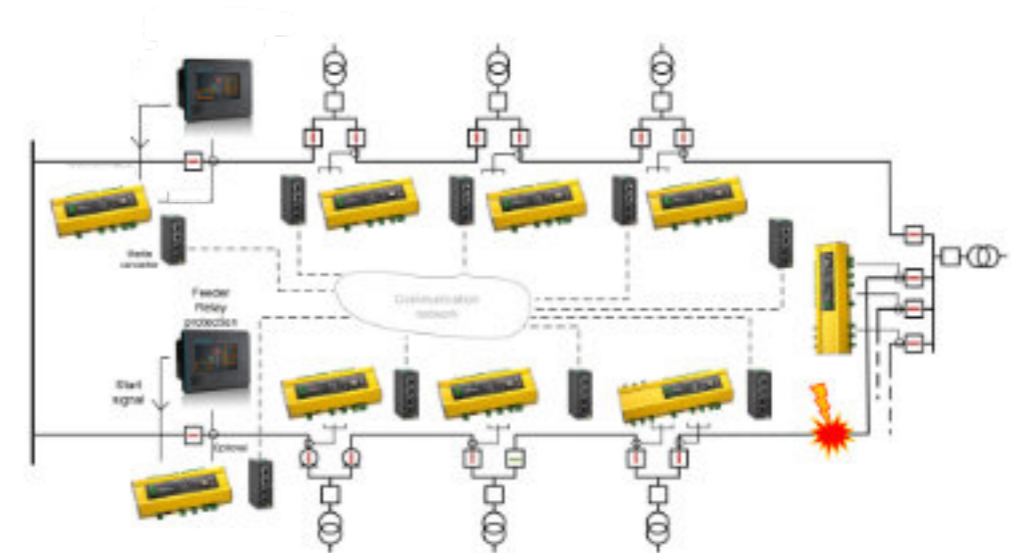 Media
converter
Communication
network
Feeder
Relay
protection
Start
signal
Optional